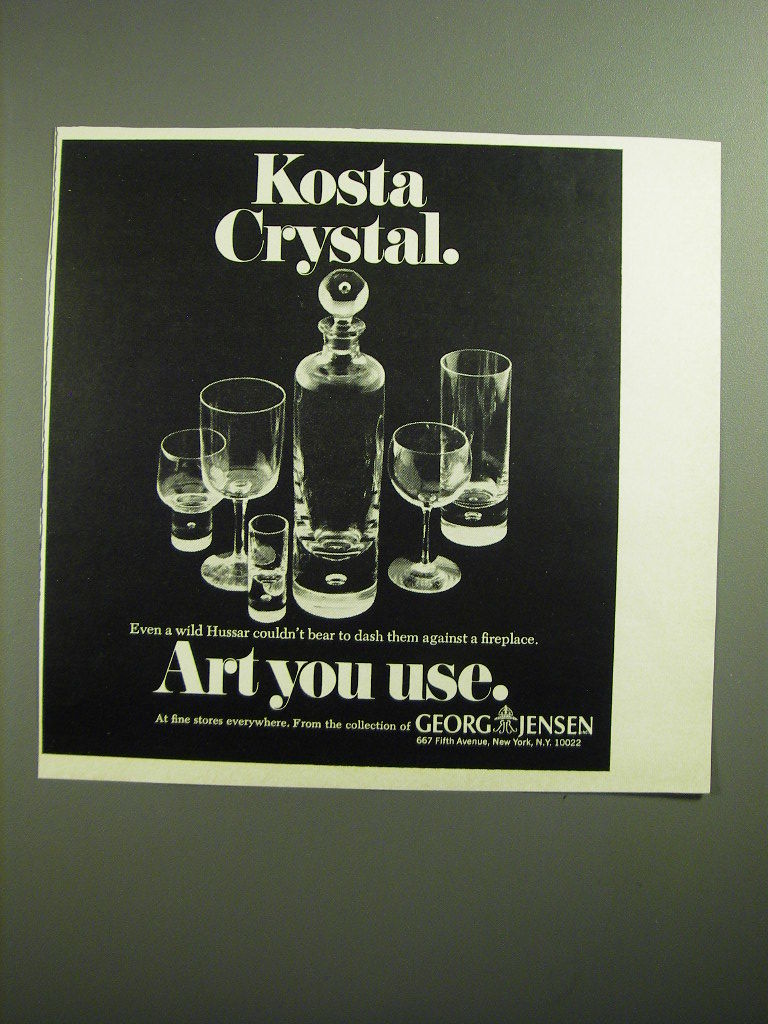 Kosta
Crystal.
Even a wild Hussar couldn't bear to dash them against a fireplace.
Art you use.
At fine stores everywhere. From the collection of GEORG JENSEN
667 Fifth Avenue, New York, N.Y. 10022